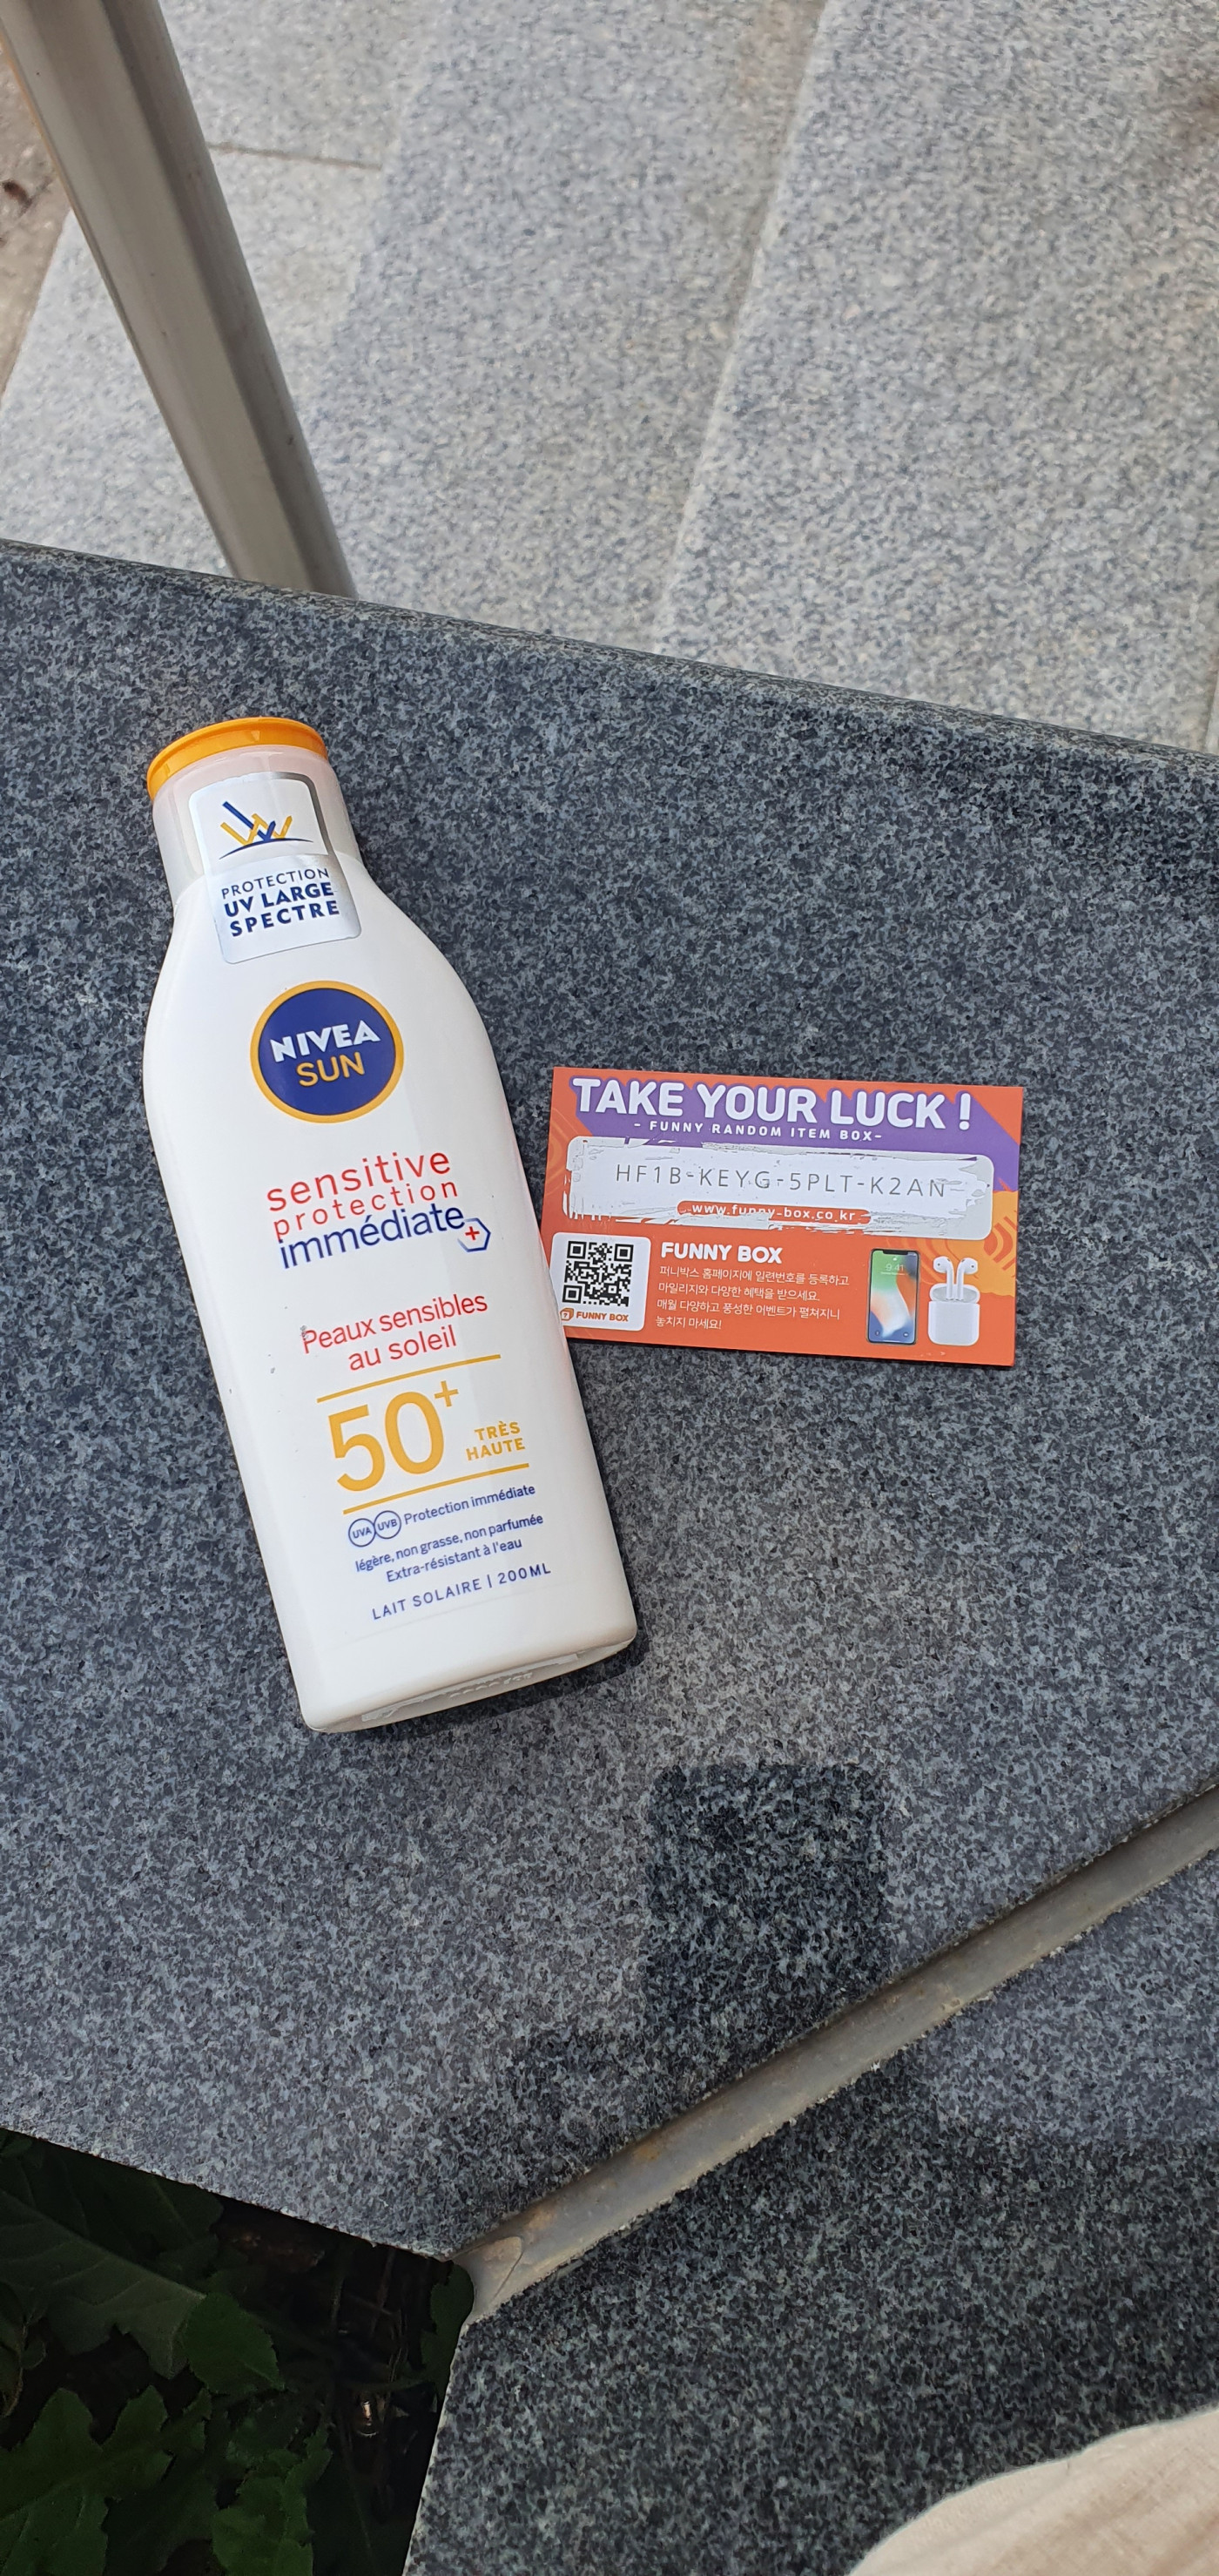 PROTECTION
UV LARGE
SPECTRE
NIVEA
SUN
sensitive
protection
immédiate
+
Peaux sensibles
au soleil
50+
TRÈS
HAUTE
UVA UVB Protection immédiate
légère, non grasse, non parfumée
Extra-résistant à l'eau
LAIT SOLAIRE | 200ML
TAKE YOUR LUCK !
- FUNNY RANDOM ITEM BOX-
HF1B-KEYG-5PLT-K2AN
www.funny-box.co.kr
FUNNY BOX
퍼니박스 홈페이지에 일련번호를 등록하고
마일리지와 다양한 혜택을 받으세요.
매월 다양하고 풍성한 이벤트가 펼쳐지니
놓치지 마세요!
FUNNY BOX
9:41